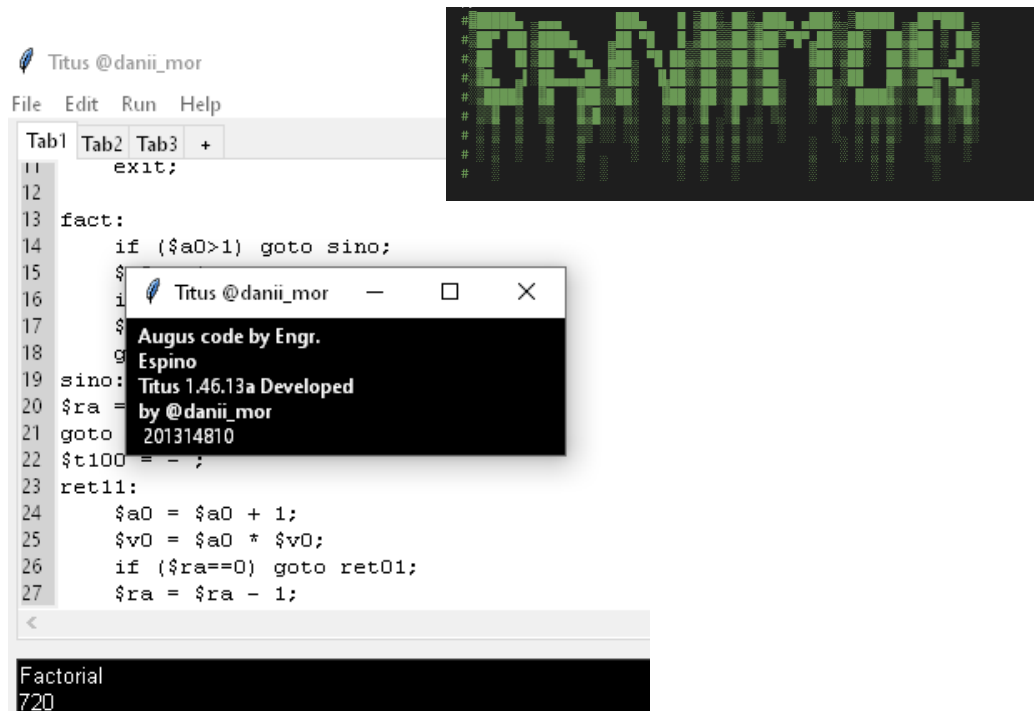 DANIMOR
Titus @danii_mor
File Edit Run Help
Tab1 Tab2 Tab3 +
11 exit;
12
13 fact:
14 if ($a0>1) goto sino;
15 $
16 i
17 $
18 g
19 sino:
20 $ra =
21 goto
22 $t100 = - ;
23 ret11:
24 $a0 = $a0 + 1;
25 $v0 = $a0 * $v0;
26 if ($ra==0) goto ret01;
27 $ra = $ra - 1;
Titus @danii_mor
Augus code by Engr.
Espino
Titus 1.46.13a Developed
by @danii_mor
201314810
Factorial
720